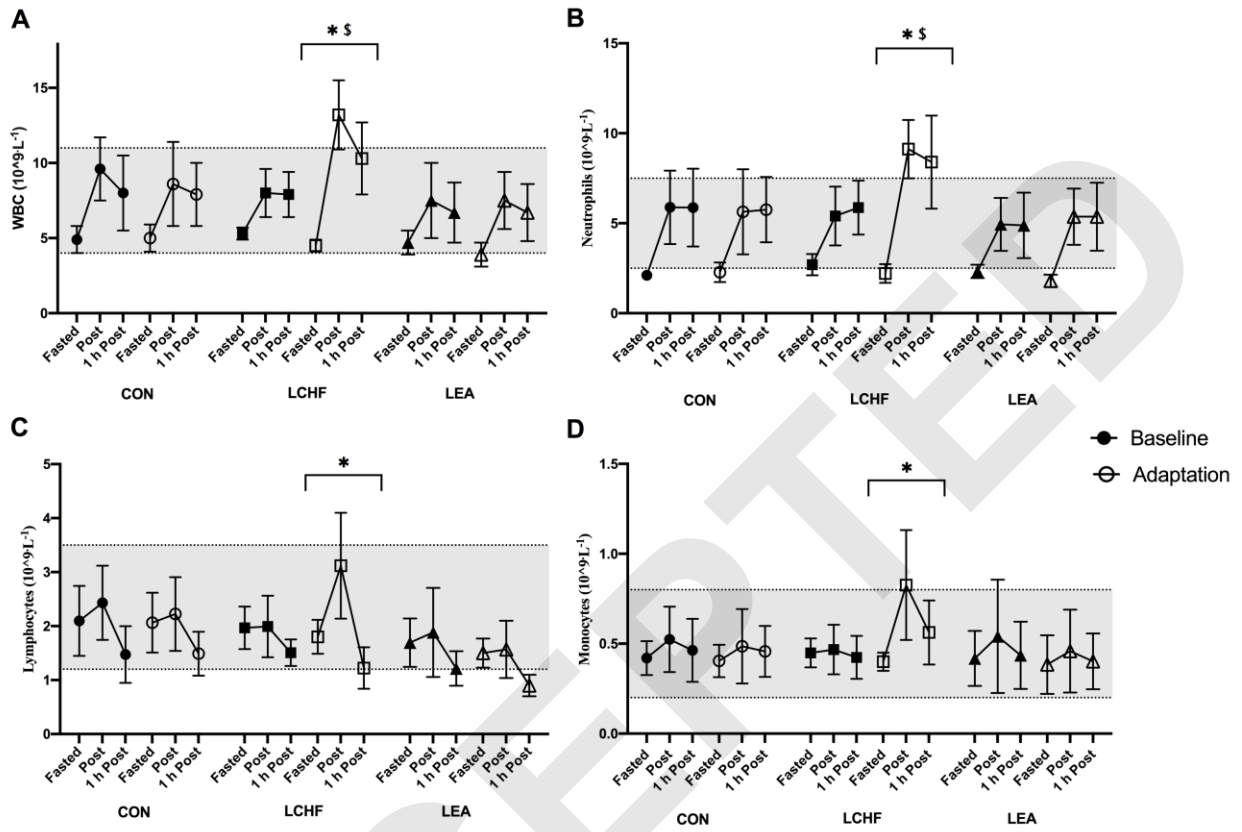 A
* $
WBC (10^9·L-1)
15
10
5
0
Fasted
Post
1 h Post
Fasted
Post
1 h Post
Fasted
Post
1 h Post
Fasted
Post
1 h Post
Fasted
Post
1 h Post
Fasted
Post
1 h Post
CON
LCHF
LEA
B
* $
Neutrophils (10^9·L-1)
15
10
5
0
Fasted
Post
1 h Post
Fasted
Post
1 h Post
Fasted
Post
1 h Post
Fasted
Post
1 h Post
Fasted
Post
1 h Post
Fasted
Post
1 h Post
CON
LCHF
LEA
C
*
Lymphocytes (10^9·L-1)
5
4
3
2
1
0
Fasted
Post
1 h Post
Fasted
Post
1 h Post
Fasted
Post
1 h Post
Fasted
Post
1 h Post
Fasted
Post
1 h Post
Fasted
Post
1 h Post
CON
LCHF
LEA
D
*
Monocytes (10^9·L-1)
1.5
1.0
0.5
0.0
Fasted
Post
1 h Post
Fasted
Post
1 h Post
Fasted
Post
1 h Post
Fasted
Post
1 h Post
Fasted
Post
1 h Post
Fasted
Post
1 h Post
CON
LCHF
LEA
Baseline
Adaptation
CEPTED